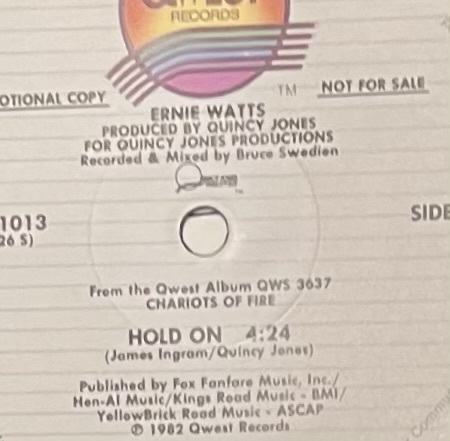 RECORDS
TM
OTIONAL COPY
NOT FOR SALE
ERNIE WATTS
PRODUCED BY QUINCY JONES
FOR QUINCY JONES PRODUCTIONS
Recorded & Mixed by Bruce Swedien
1013
26 S)
SIDE
From the Qwest Album QWS 3637
CHARIOTS OF FIRE
HOLD ON 4:24
(James Ingram/Quincy Jones)
Published by Fox Fanfare Music, Inc./
Hen-Al Music/Kings Road Music - BMI/
YellowBrick Road Music - ASCAP
℗ 1982 Qwest Records